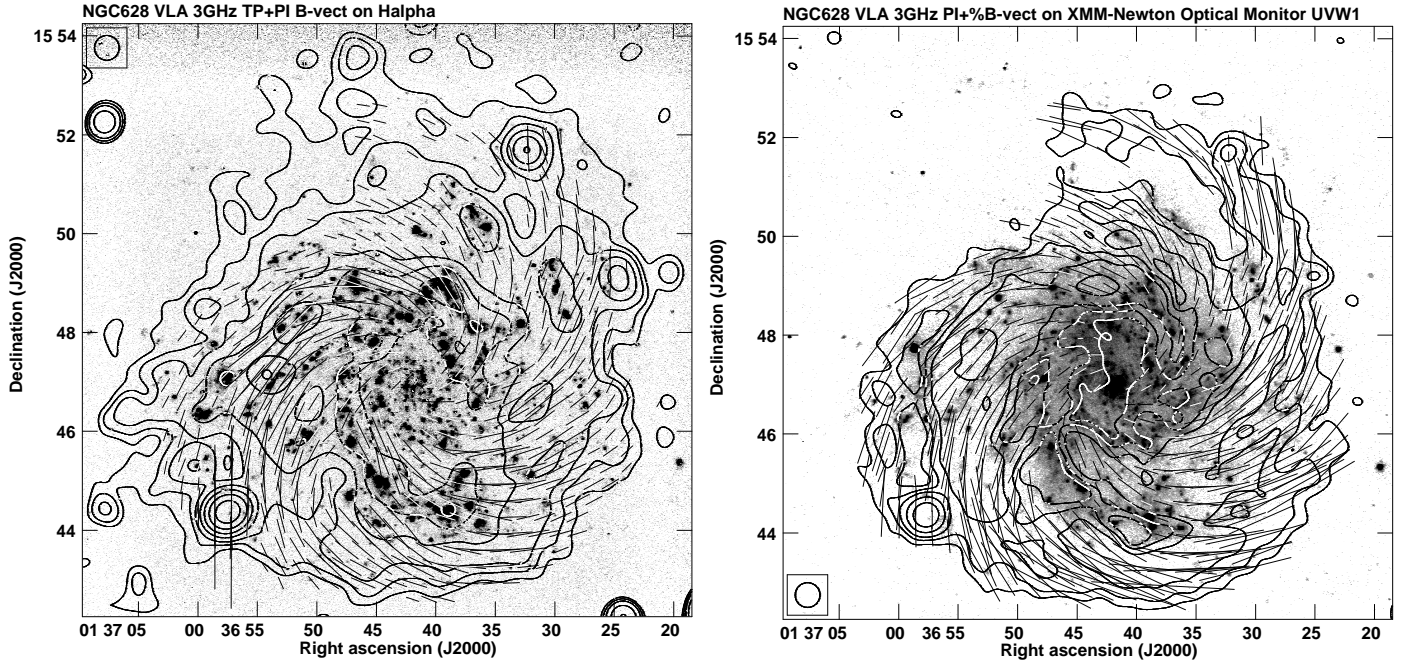 NGC628 VLA 3GHz TP+PI B-vect on Halpha
15 54
52
50
48
46
44
Declination (J2000)
01 37 05 00 36 55 50 45 40 35 30 25 20
Right ascension (J2000)
NGC628 VLA 3GHz PI+%B-vect on XMM-Newton Optical Monitor UVW1
15 54
52
50
48
46
44
Declination (J2000)
01 37 05 00 36 55 50 45 40 35 30 25 20
Right ascension (J2000)